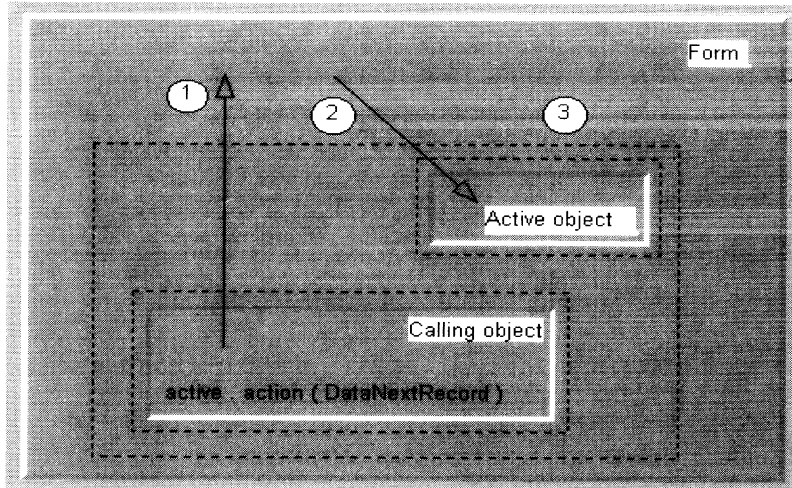 Form
1
2
3
Active object
Calling object
active . action ( DataNextRecord )